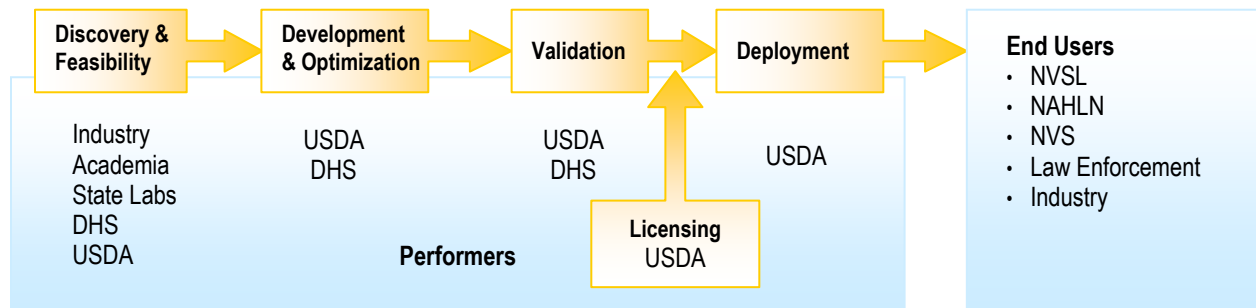 Discovery &
Feasibility
Development
& Optimization
Validation
Deployment
Industry
Academia
State Labs
DHS
USDA
USDA
DHS
USDA
DHS
USDA
Licensing
USDA
Performers
End Users
• NVSL
• NAHLN
• NVS
• Law Enforcement
• Industry